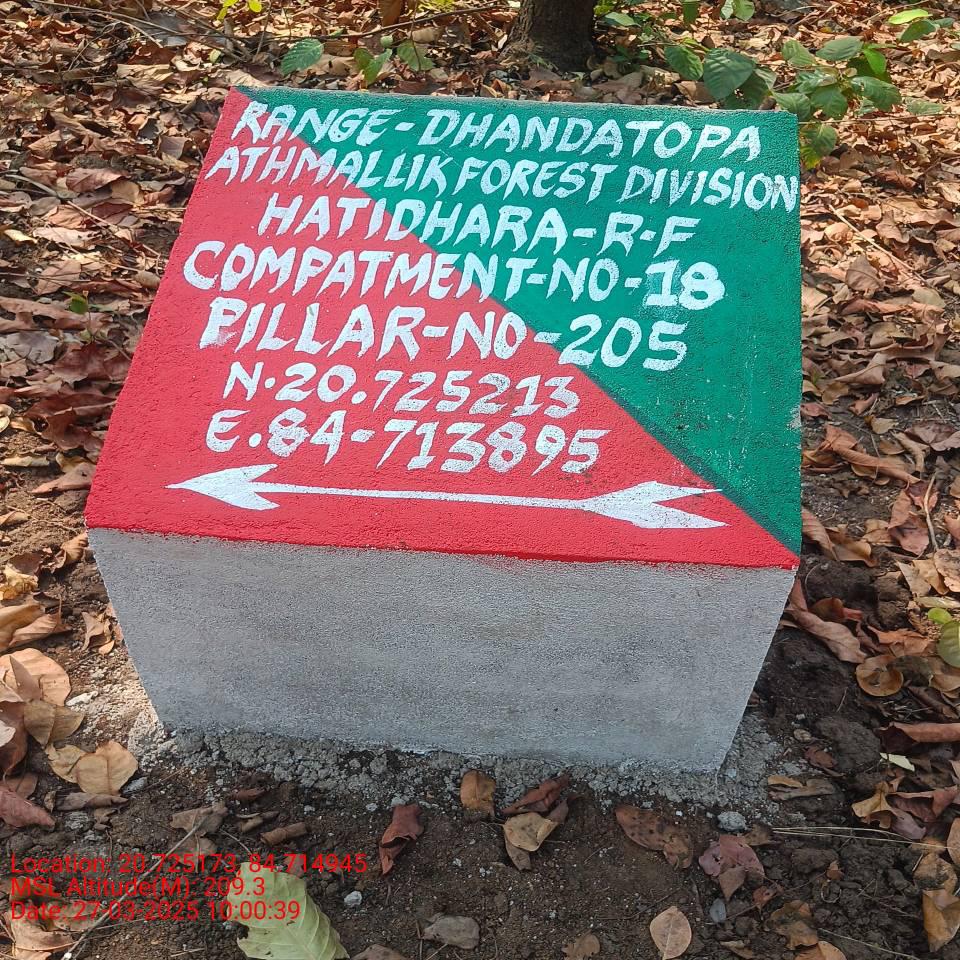 RANGE-DHANDATOPA
ATHMALLIK FOREST DIVISION
HATIDHARA-R-F
COMPATMENT-NO-18
PILLAR-NO-205
N.20.725213
E.84-713895
Location: 20.725173, 84.714945
MSL Altitude(M): 209.3
Date: 27-03-2025 10:00:39